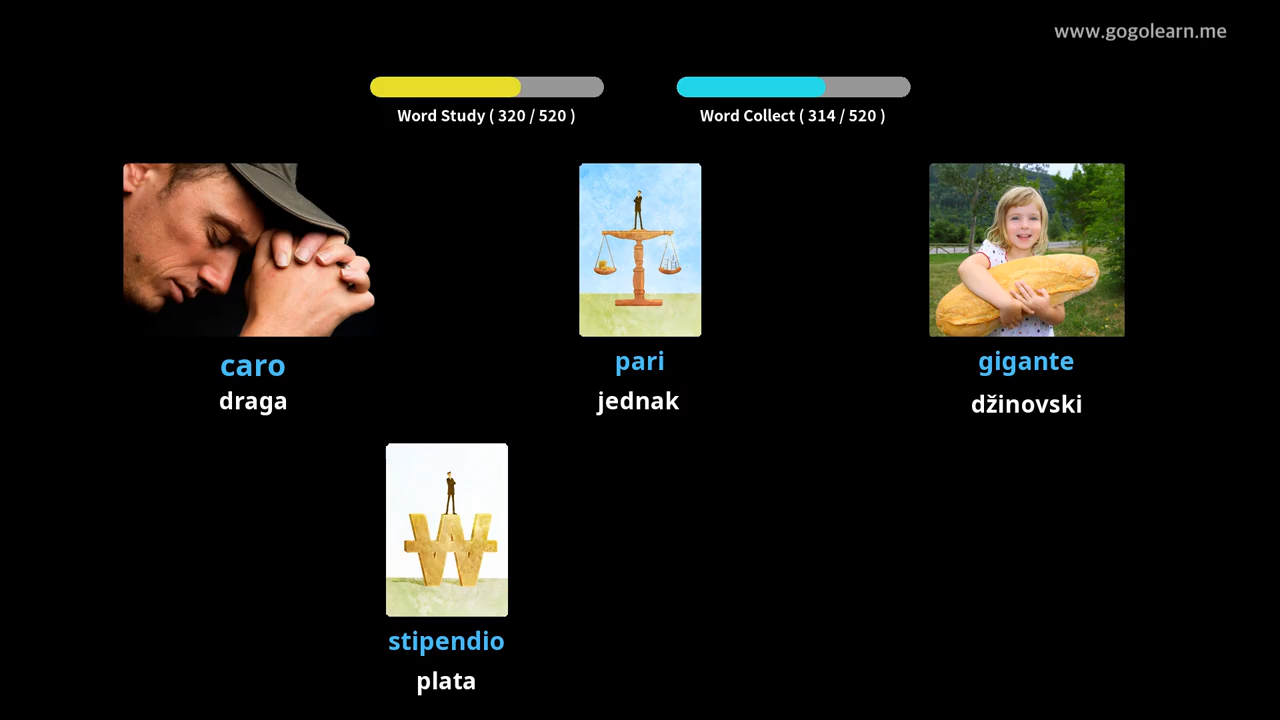 www.gogolearn.me
Word Study ( 320 / 520 )
Word Collect ( 314 / 520 )
caro
draga
pari
jednak
gigante
džinovski
stipendio
plata